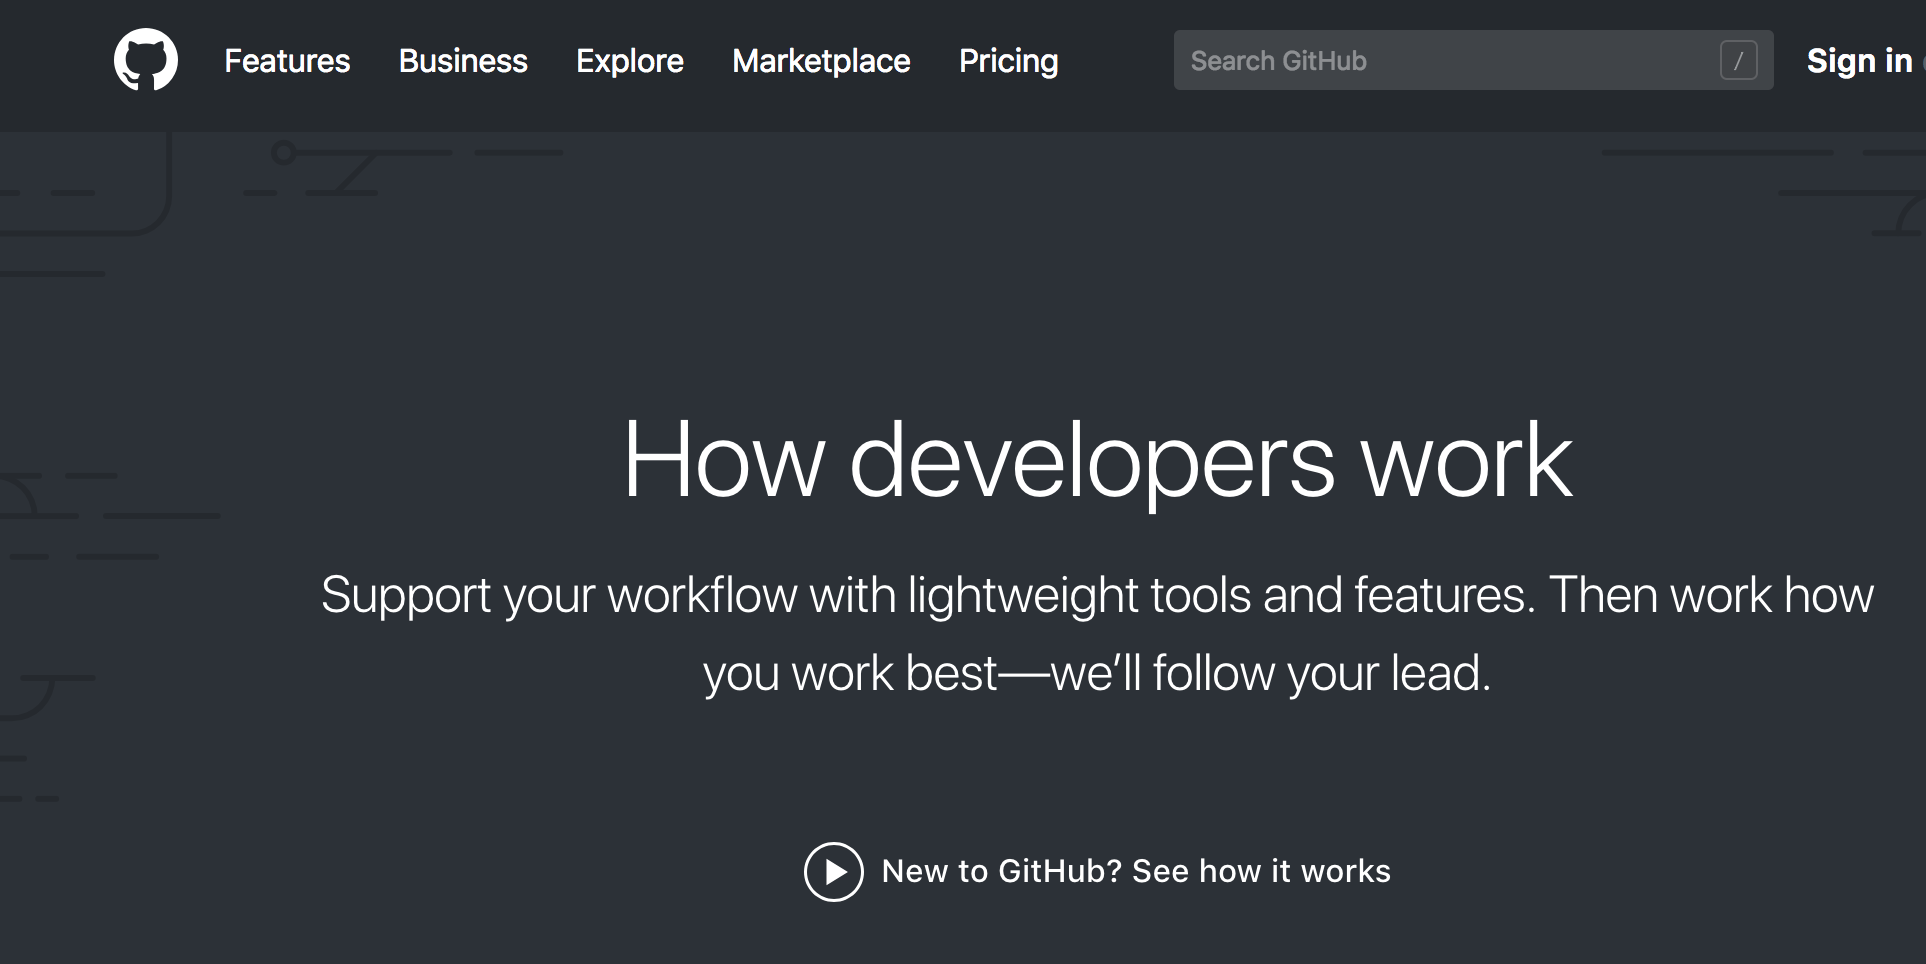 Features Business Explore Marketplace Pricing Search GitHub / Sign in
How developers work
Support your workflow with lightweight tools and features. Then work how
you work best—we’ll follow your lead.
New to GitHub? See how it works